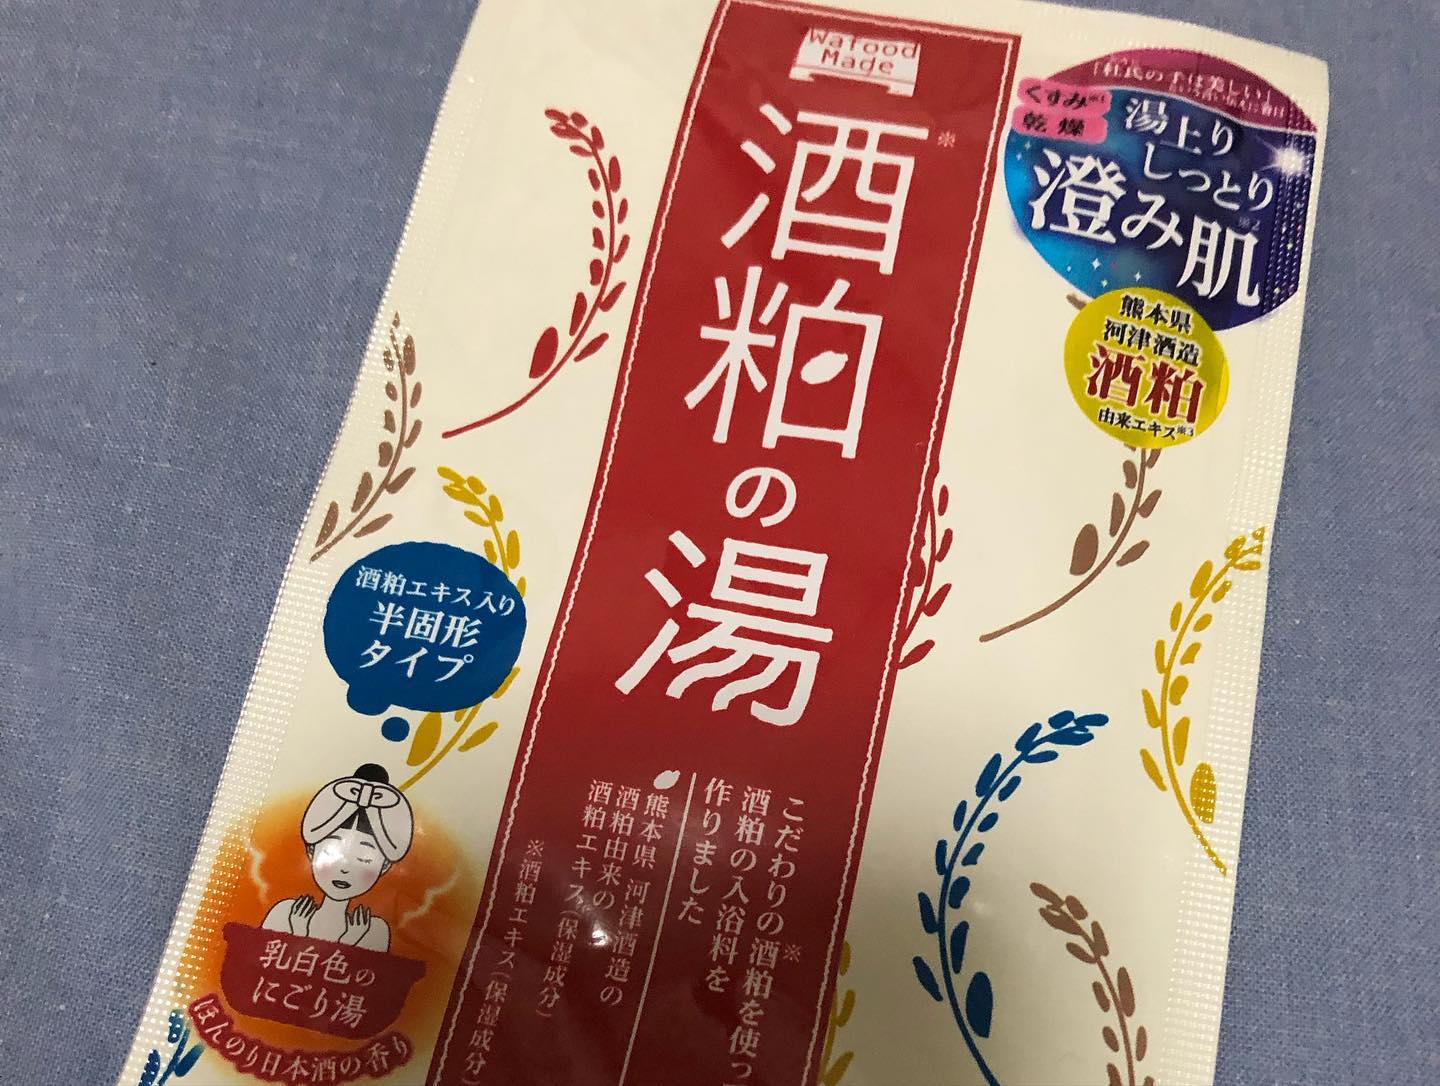 Wafood
Made
酒粕の湯
※
「杜氏の手は美しい」
くすみ※1
乾燥
湯上り
しっとり
澄み肌※2
熊本県
河津酒造
酒粕
由来エキス※3
酒粕エキス入り
半固形
タイプ
こだわりの酒粕を使っ
※
酒粕の入浴料を
作りました
熊本県 河津酒造の
酒粕由来の
酒粕エキス(保湿成分)
※酒粕エキス(保湿成分)
乳白色の
にごり湯
ほんのり日本酒の香り